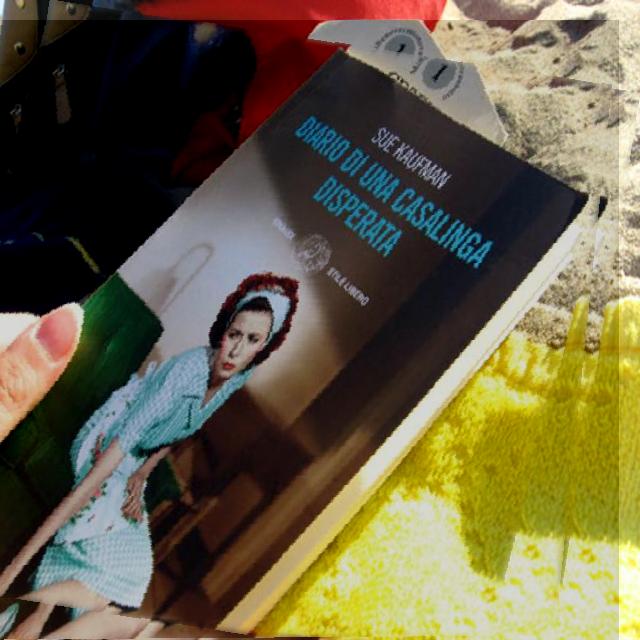 SUE KAUFMAN
DIARIO DI UNA CASALINGA
DISPERATA
EINAUDI
STILE LIBERO